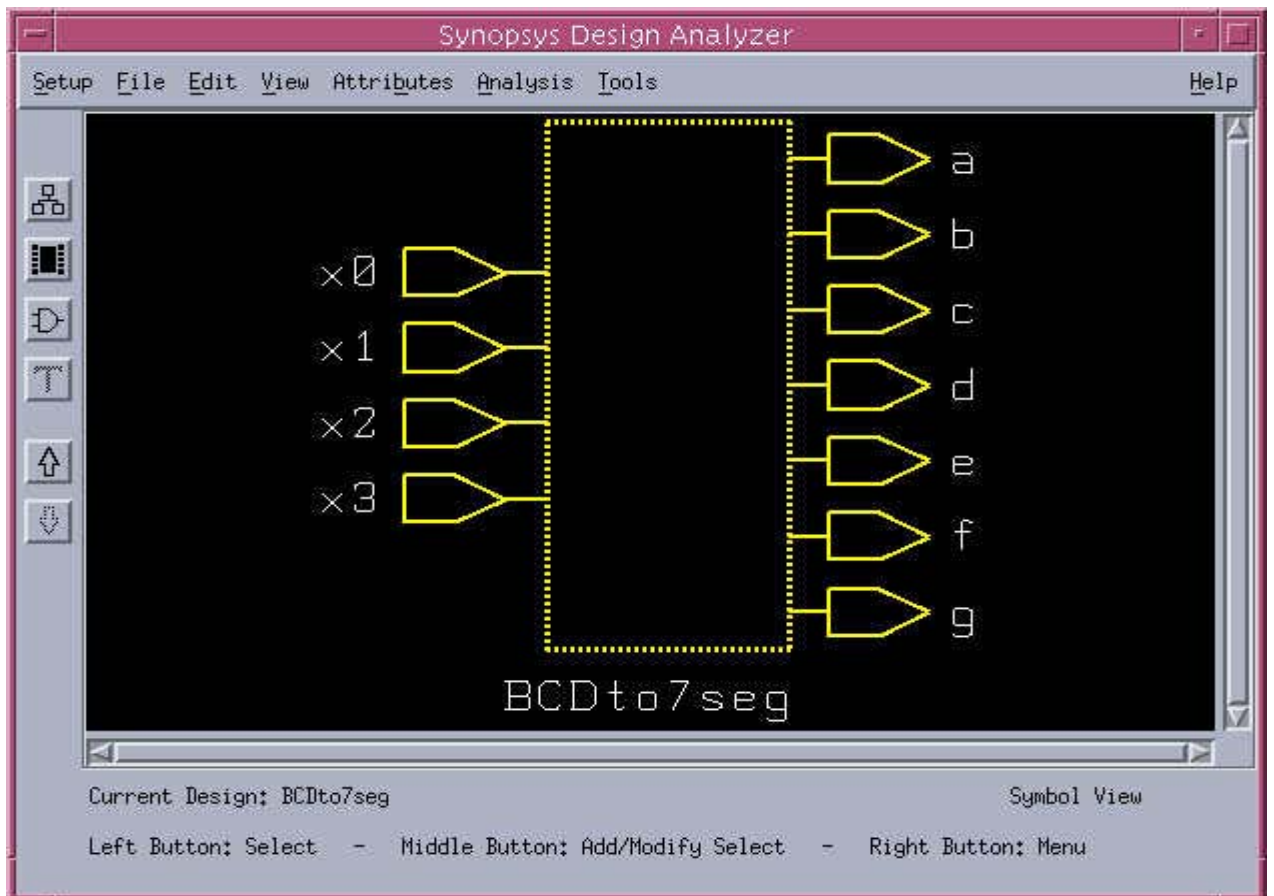 Synopsys Design Analyzer
Setup File Edit View Attributes Analysis Tools Help
a
b
x0
c
x1
d
x2
e
x3
f
g
BCDto7seg
Current Design: BCDto7seg Symbol View
Left Button: Select - Middle Button: Add/Modify Select - Right Button: Menu